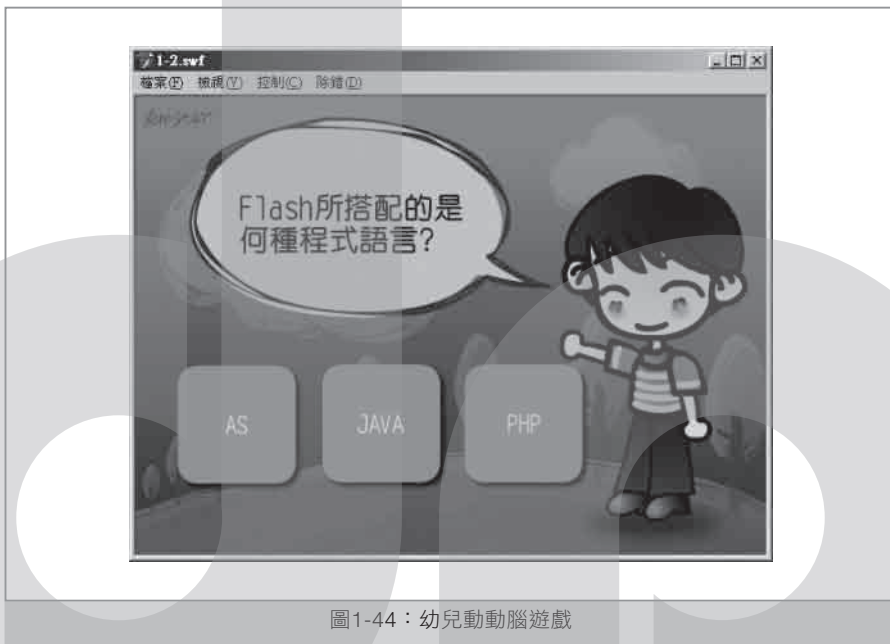 1-2.swf
檔案(F) 檢視(V) 控制(C) 除錯(D)
Flash所搭配的是
何種程式語言?
AS
JAVA
PHP
圖1-44：幼兒動動腦遊戲